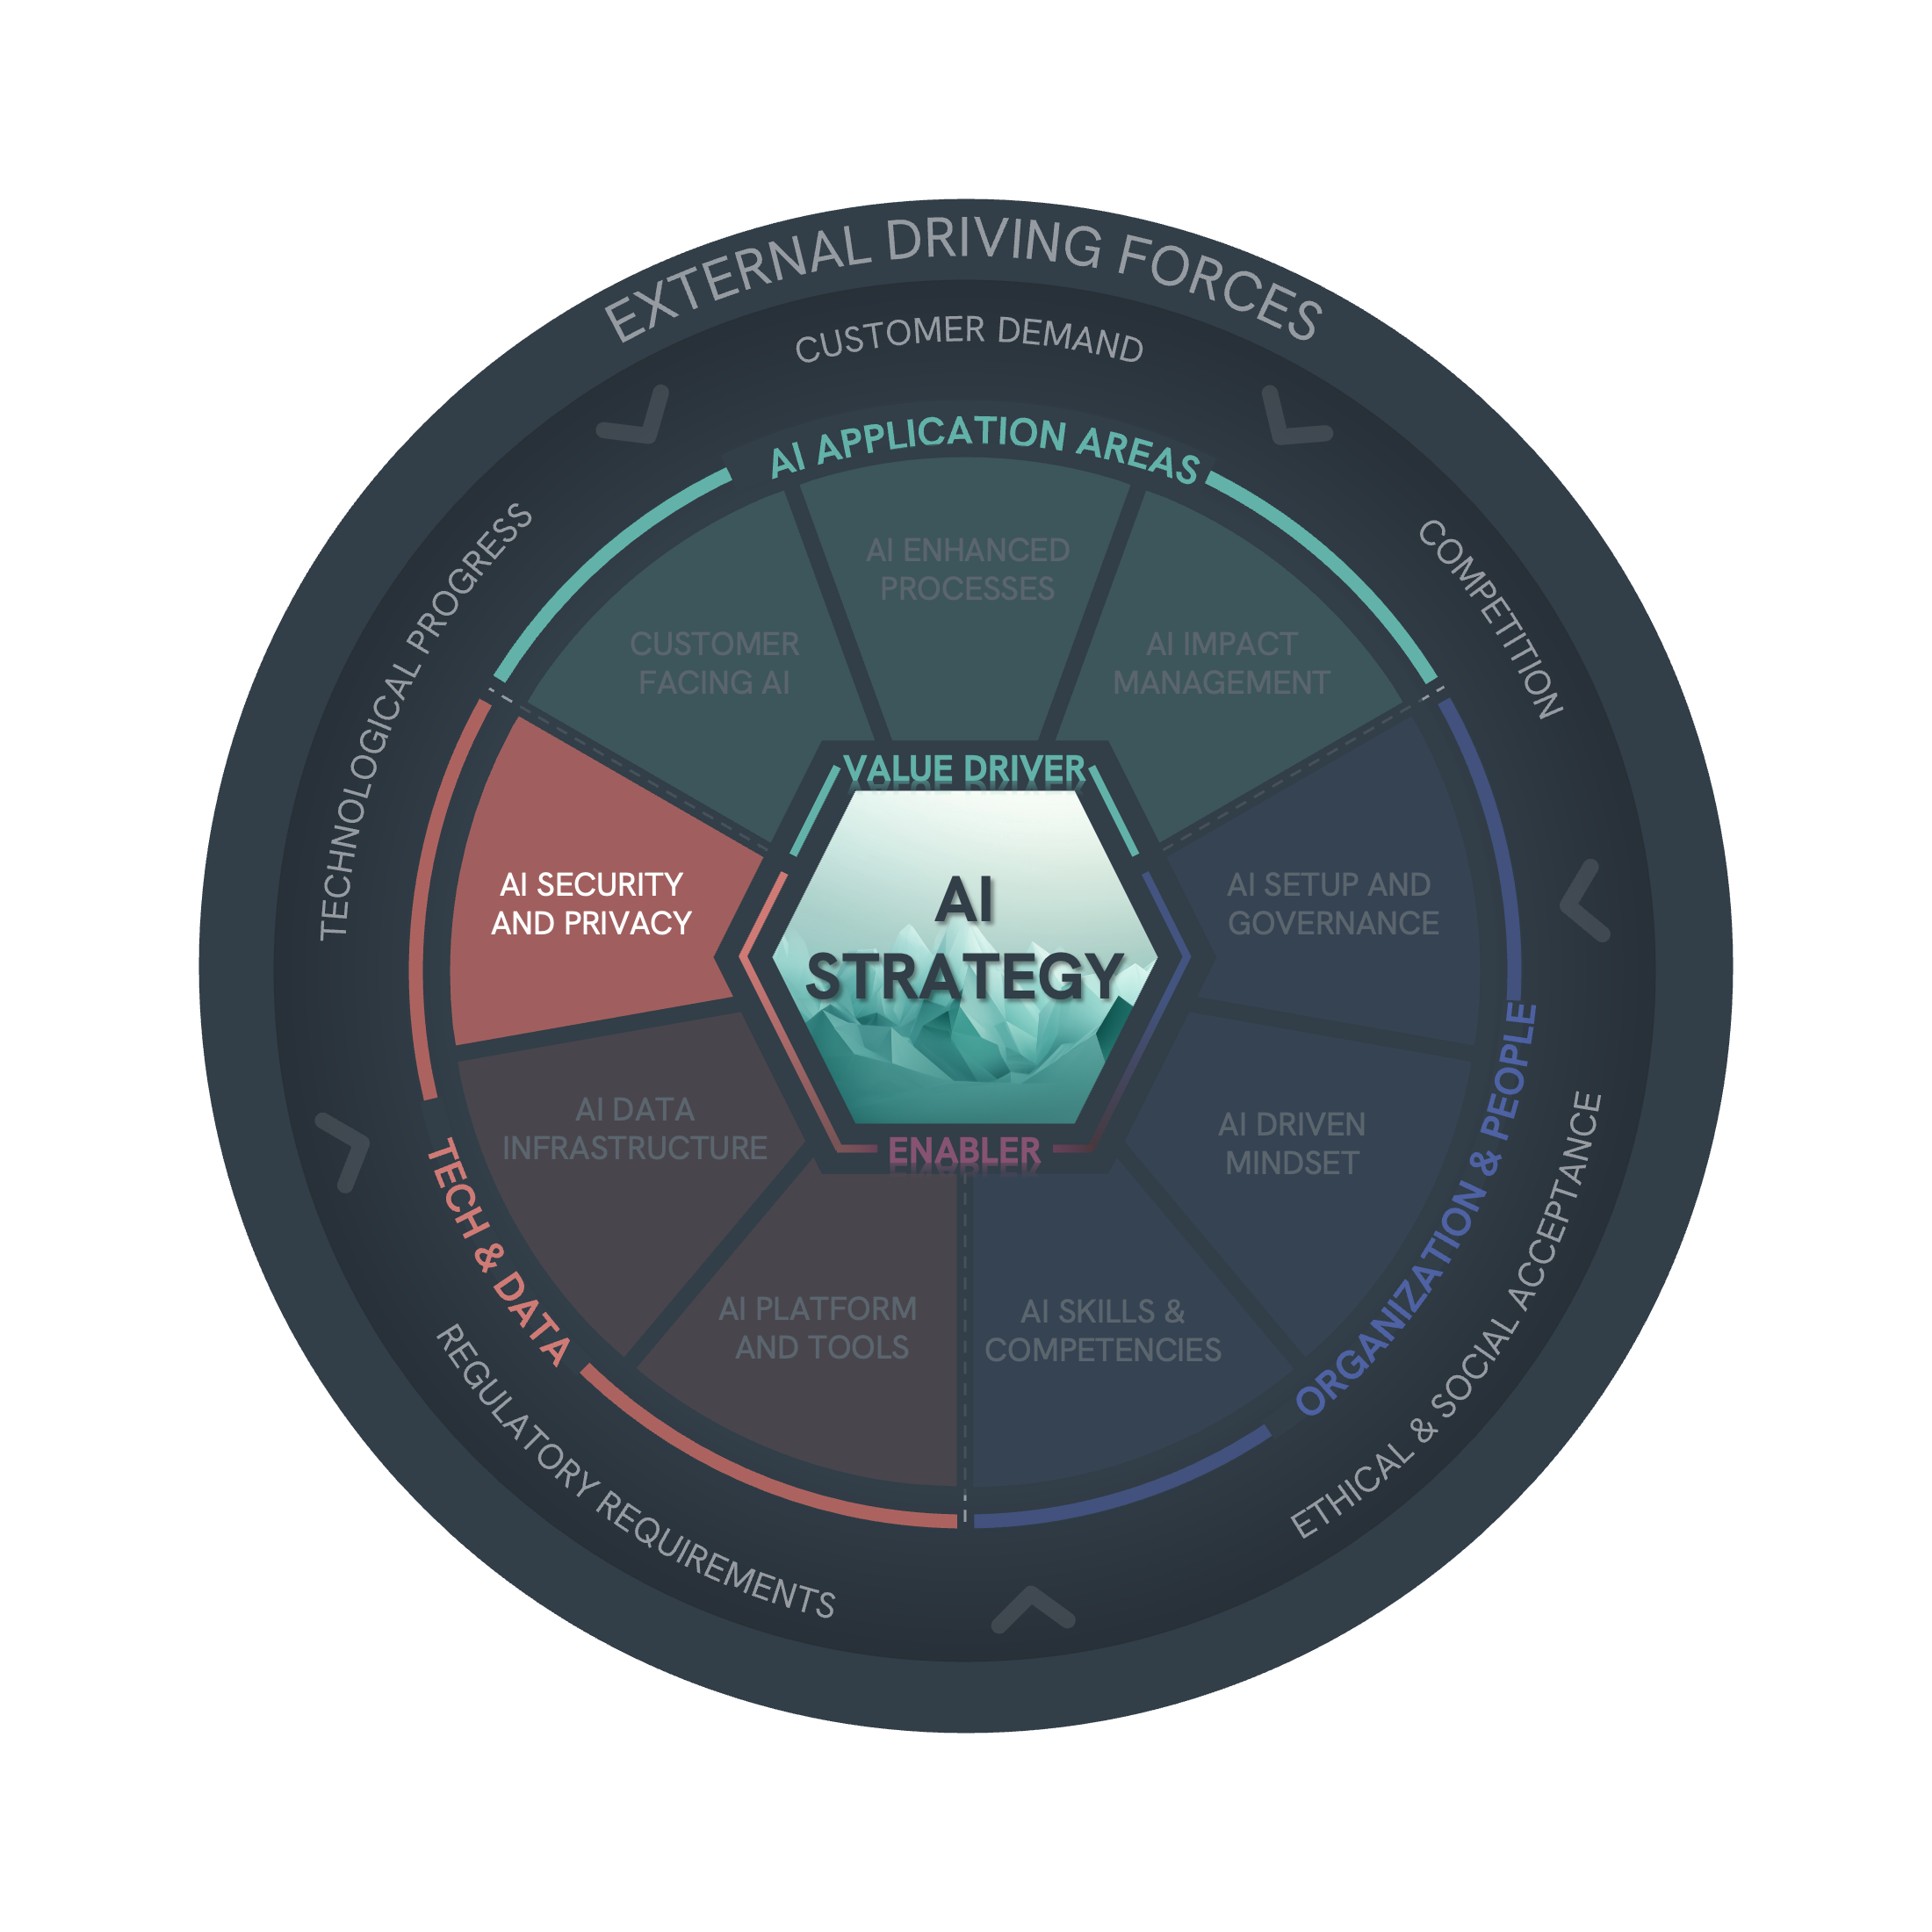 EXTERNAL DRIVING FORCES
CUSTOMER DEMAND
TECHNOLOGICAL PROGRESS
COMPETITION
AI APPLICATION AREAS
AI ENHANCED
PROCESSES
CUSTOMER
FACING AI
AI IMPACT
MANAGEMENT
VALUE DRIVER
AI SECURITY
AND PRIVACY
AI
STRATEGY
AI SETUP AND
GOVERNANCE
AI DATA
INFRASTRUCTURE
ENABLER
AI DRIVEN
MINDSET
TECH & DATA
ORGANIZATION & PEOPLE
AI PLATFORM
AND TOOLS
AI SKILLS &
COMPETENCIES
REGULATORY REQUIREMENTS
ETHICAL & SOCIAL ACCEPTANCE